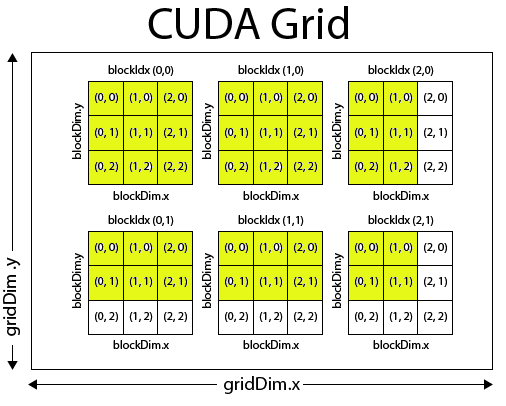 CUDA Grid
blockIdx (0,0) blockIdx (1,0) blockIdx (2,0)
(0, 0) (1, 0) (2, 0) (0, 0) (1, 0) (2, 0) (0, 0) (1, 0) (2, 0)
blockDim.y blockDim.y blockDim.y
(0, 1) (1, 1) (2, 1) (0, 1) (1, 1) (2, 1) (0, 1) (1, 1) (2, 1)
(0, 2) (1, 2) (2, 2) (0, 2) (1, 2) (2, 2) (0, 2) (1, 2) (2, 2)
blockDim.x blockDim.x blockDim.x
blockIdx (0,1) blockIdx (1,1) blockIdx (2,1)
(0, 0) (1, 0) (2, 0) (0, 0) (1, 0) (2, 0) (0, 0) (1, 0) (2, 0)
blockDim.y blockDim.y blockDim.y
(0, 1) (1, 1) (2, 1) (0, 1) (1, 1) (2, 1) (0, 1) (1, 1) (2, 1)
(0, 2) (1, 2) (2, 2) (0, 2) (1, 2) (2, 2) (0, 2) (1, 2) (2, 2)
blockDim.x blockDim.x blockDim.x
gridDim .y
gridDim.x